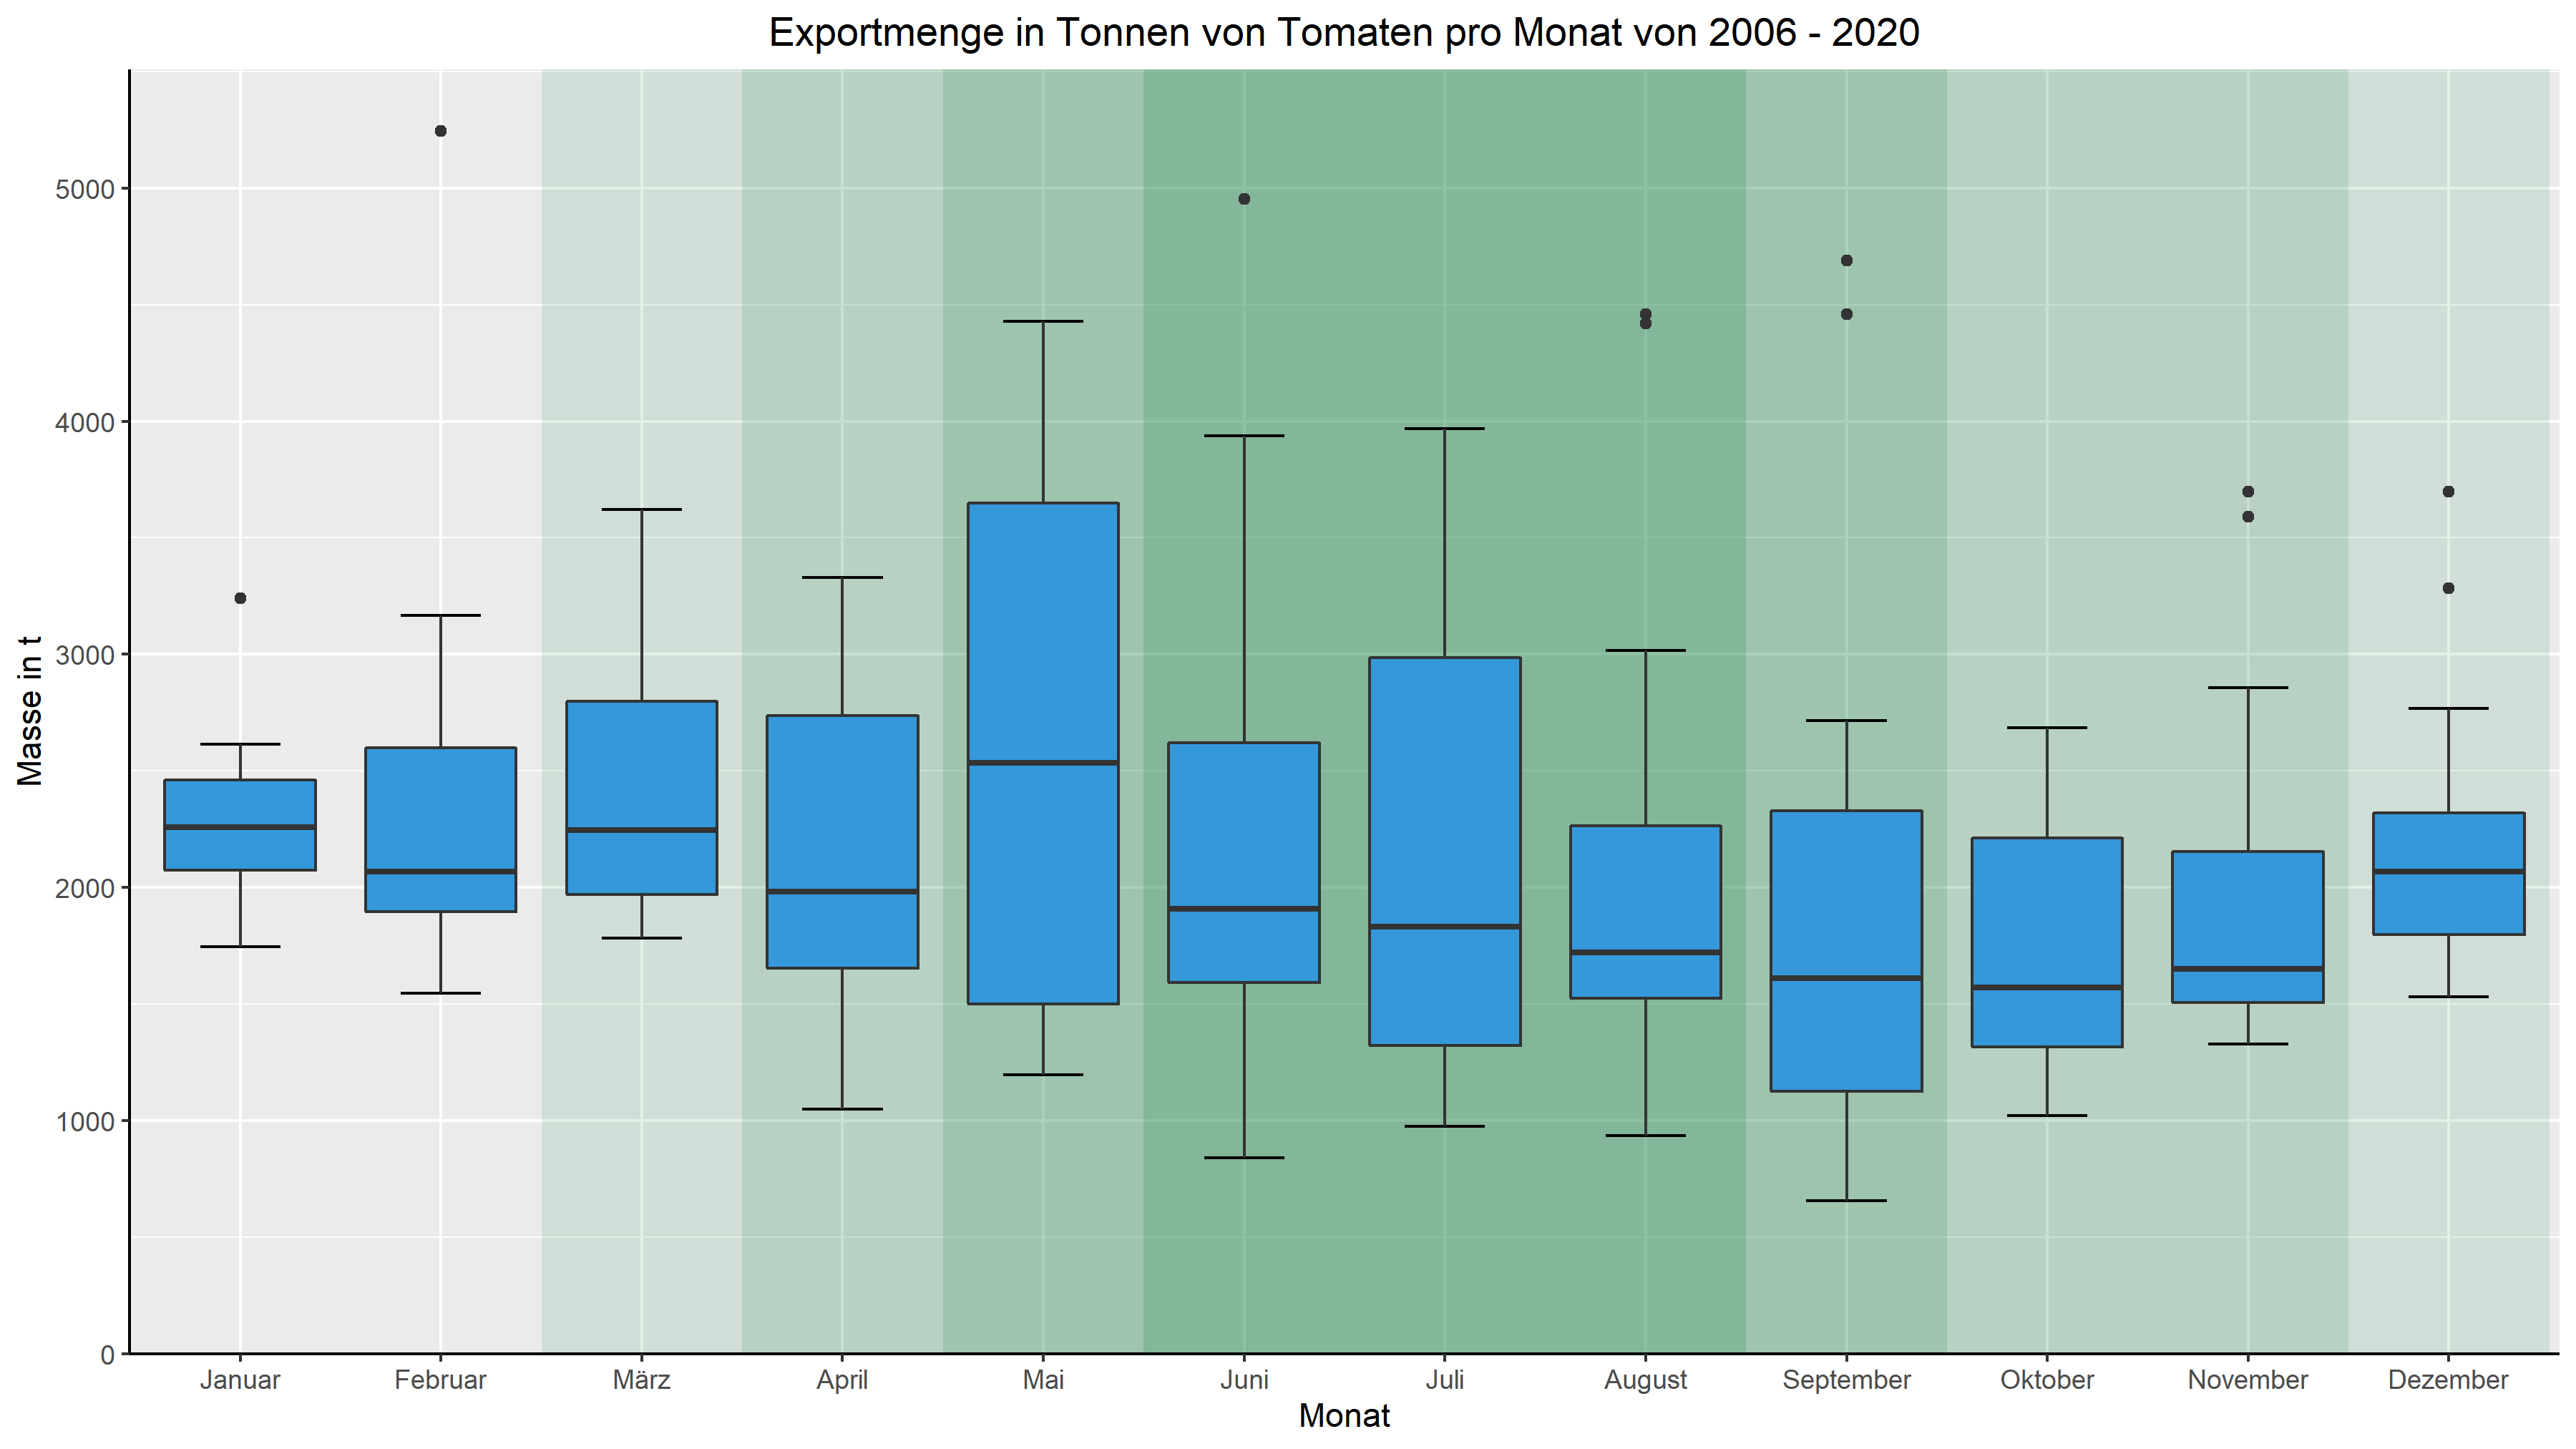 Exportmenge in Tonnen von Tomaten pro Monat von 2006 - 2020
Masse in t
5000
4000
3000
2000
1000
0
Januar Februar März April Mai Juni Juli August September Oktober November Dezember
Monat